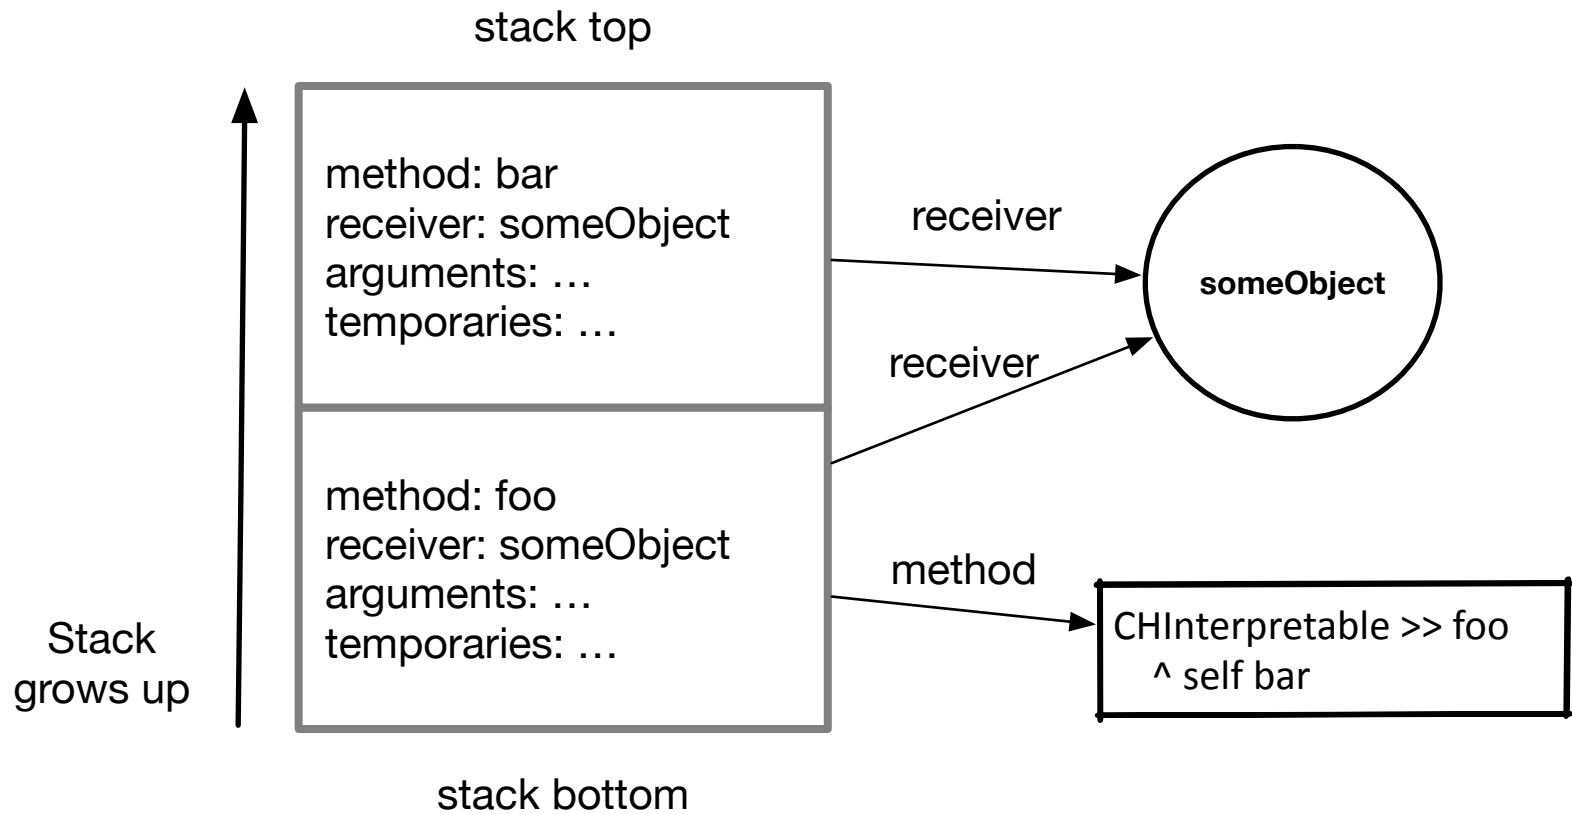 stack top
method: bar
receiver: someObject
arguments: …
temporaries: …
receiver
someObject
receiver
method: foo
receiver: someObject
arguments: …
temporaries: …
method
CHInterpretable >> foo
^ self bar
Stack
grows up
stack bottom